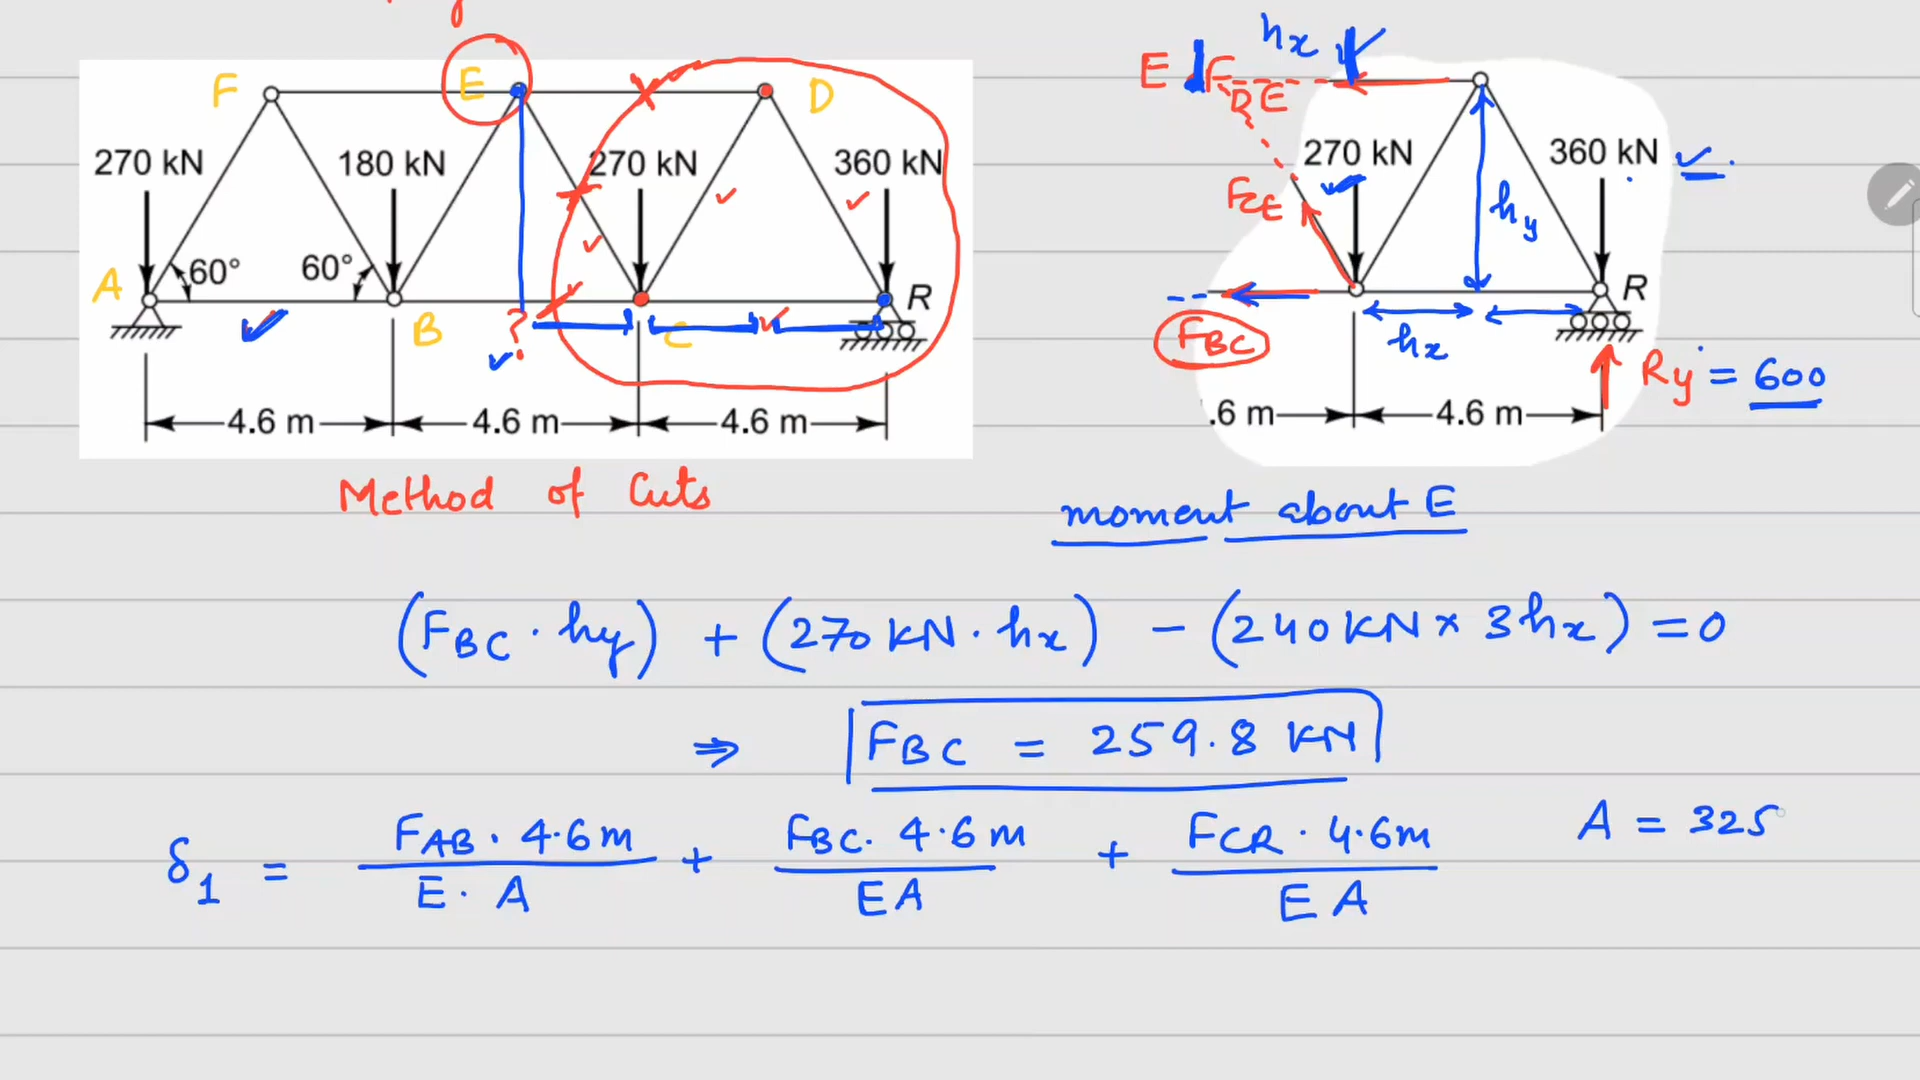 hx
F E D E F
DE
270 kN 180 kN 270 kN 360 kN
270 kN 360 kN
FCE
hy
A 60° 60° B ? C R
R
FBC hx
Ry = 600
4.6 m 4.6 m 4.6 m
.6 m 4.6 m
Method of Cuts
moment about E
(FBC · hy) + (270 KN · hx) - (240 KN × 3hx) = 0
⇒ FBC = 259.8 KN
δ1 = FAB · 4.6m / E · A + FBC · 4.6m / EA + FCR · 4.6m / EA A = 325